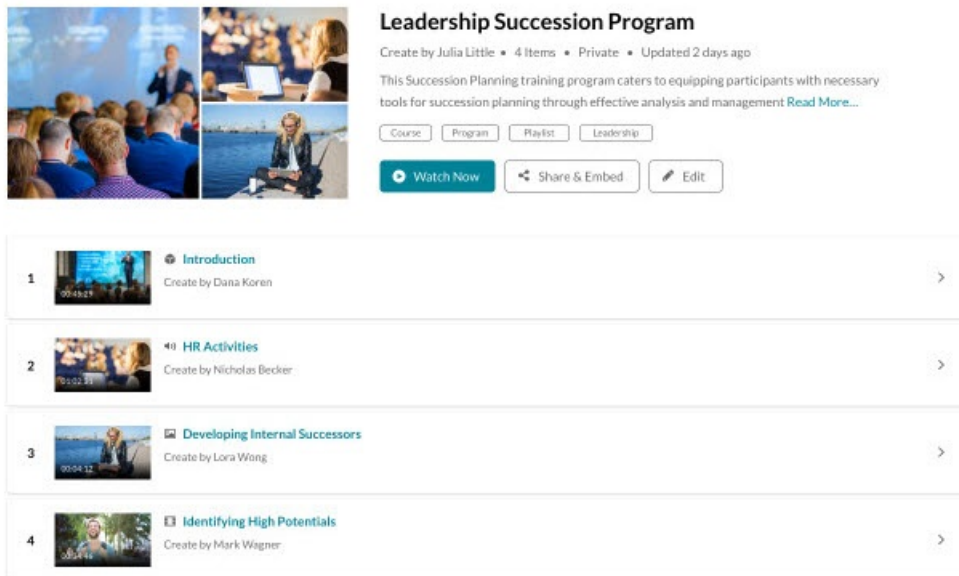 Leadership Succession Program
Create by Julia Little • 4 Items • Private • Updated 2 days ago
This Succession Planning training program caters to equipping participants with necessary
tools for succession planning through effective analysis and management Read More...
Course Program Playlist Leadership
Watch Now Share & Embed Edit
1
Introduction
Create by Dana Koren
2
HR Activities
Create by Nicholas Becker
3
00:04:12
Developing Internal Successors
Create by Lora Wong
4
Identifying High Potentials
Create by Mark Wagner